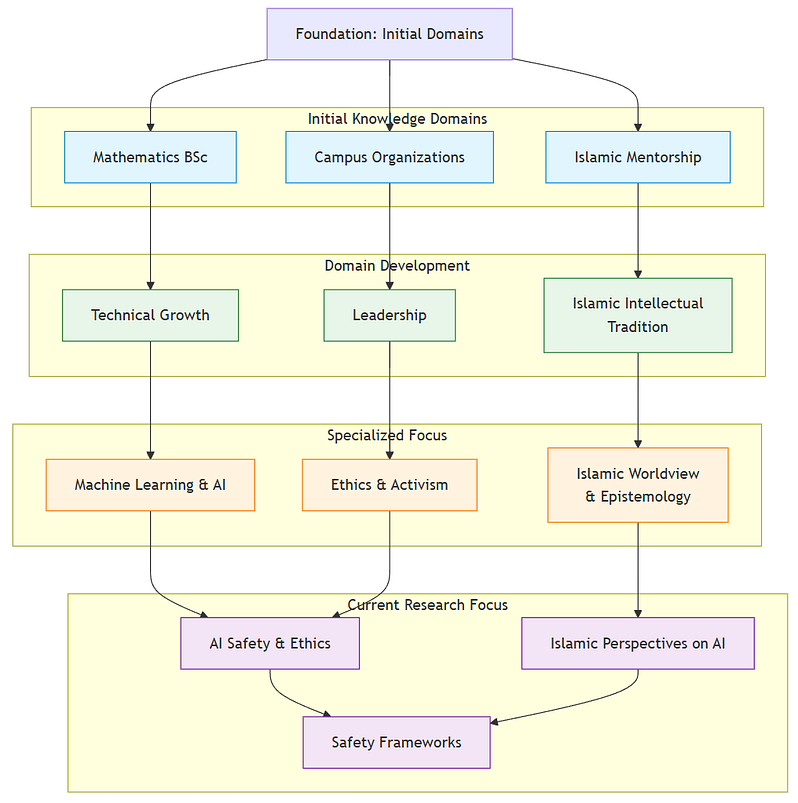 Foundation: Initial Domains
Initial Knowledge Domains
Mathematics BSc
Campus Organizations
Islamic Mentorship
Domain Development
Technical Growth
Leadership
Islamic Intellectual
Tradition
Specialized Focus
Machine Learning & AI
Ethics & Activism
Islamic Worldview
& Epistemology
Current Research Focus
AI Safety & Ethics
Islamic Perspectives on AI
Safety Frameworks